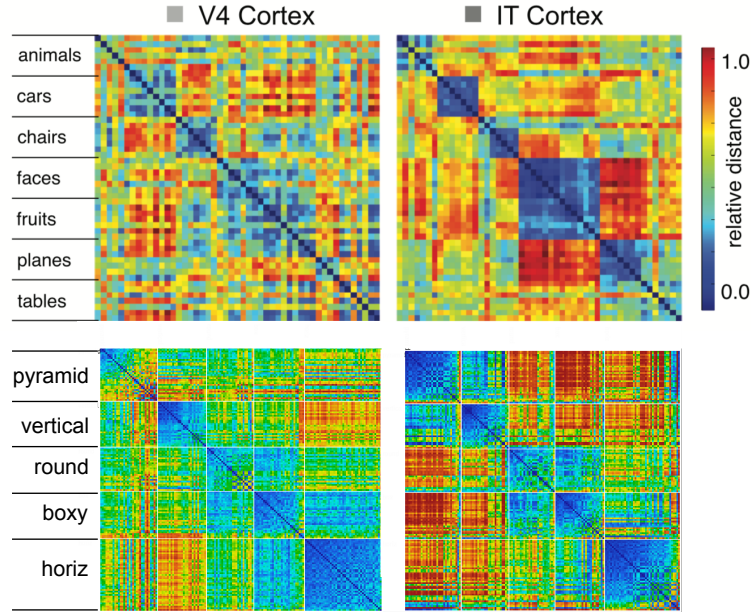 V4 Cortex
IT Cortex
animals
cars
chairs
faces
fruits
planes
tables
1.0
relative distance
0.0
pyramid
vertical
round
boxy
horiz